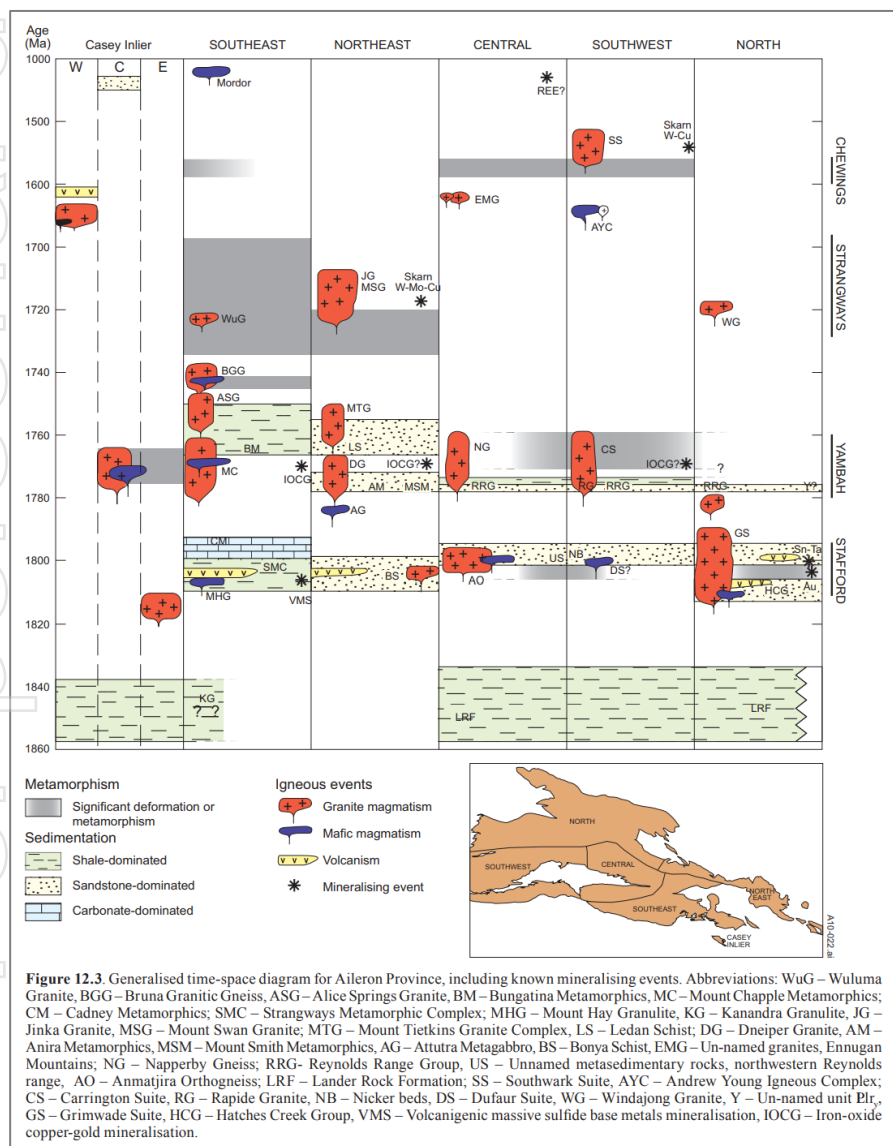 Age
(Ma)
Casey Inlier
SOUTHEAST
NORTHEAST
CENTRAL
SOUTHWEST
NORTH
W
C
E
1000
1500
1600
1700
1720
1740
1760
1780
1800
1820
1840
1860
Mordor
REE?
SS
Skarn
W-Cu
EMG
AYC
JG
MSG
Skarn
W-Mo-Cu
WuG
WG
BGG
ASG
MTG
BM
LS
NG
CS
MC
IOCG
DG
IOCG?
IOCG?
?
AM
MSM
RRG
RG
RRG
RRG
Y?
AG
GS
CM
SMC
MHG
VMS
BS
AO
US
NB
DS?
Sn-Ta
Au
HCG
KG
? ?
LRF
LRF
CHEWINGS
STRANGWAYS
YAMBAH
STAFFORD
Metamorphism
Significant deformation or
metamorphism
Sedimentation
Shale-dominated
Sandstone-dominated
Carbonate-dominated
Igneous events
Granite magmatism
Mafic magmatism
Volcanism
Mineralising event
NORTH
SOUTHWEST
CENTRAL
NORTH
EAST
SOUTHEAST
CASEY
INLIER
A10-022.ai
Figure 12.3. Generalised time-space diagram for Aileron Province, including known mineralising events. Abbreviations: WuG – Wuluma
Granite, BGG – Bruna Granitic Gneiss, ASG – Alice Springs Granite, BM – Bungatina Metamorphics, MC – Mount Chapple Metamorphics;
CM – Cadney Metamorphics; SMC – Strangways Metamorphic Complex; MHG – Mount Hay Granulite, KG – Kanandra Granulite, JG –
Jinka Granite, MSG – Mount Swan Granite; MTG – Mount Tietkins Granite Complex, LS – Ledan Schist; DG – Dneiper Granite, AM –
Anira Metamorphics, MSM – Mount Smith Metamorphics, AG – Attutra Metagabbro, BS – Bonya Schist, EMG – Un-named granites, Ennugan
Mountains; NG – Napperby Gneiss; RRG- Reynolds Range Group, US – Unnamed metasedimentary rocks, northwestern Reynolds
range, AO – Anmatjira Orthogneiss; LRF – Lander Rock Formation; SS – Southwark Suite, AYC – Andrew Young Igneous Complex;
CS – Carrington Suite, RG – Rapide Granite, NB – Nicker beds, DS – Dufaur Suite, WG – Windajong Granite, Y – Un-named unit
GS – Grimwade Suite, HCG – Hatches Creek Group, VMS – Volcanigenic massive sulfide base metals mineralisation, IOCG – Iron-oxide
copper-gold mineralisation.